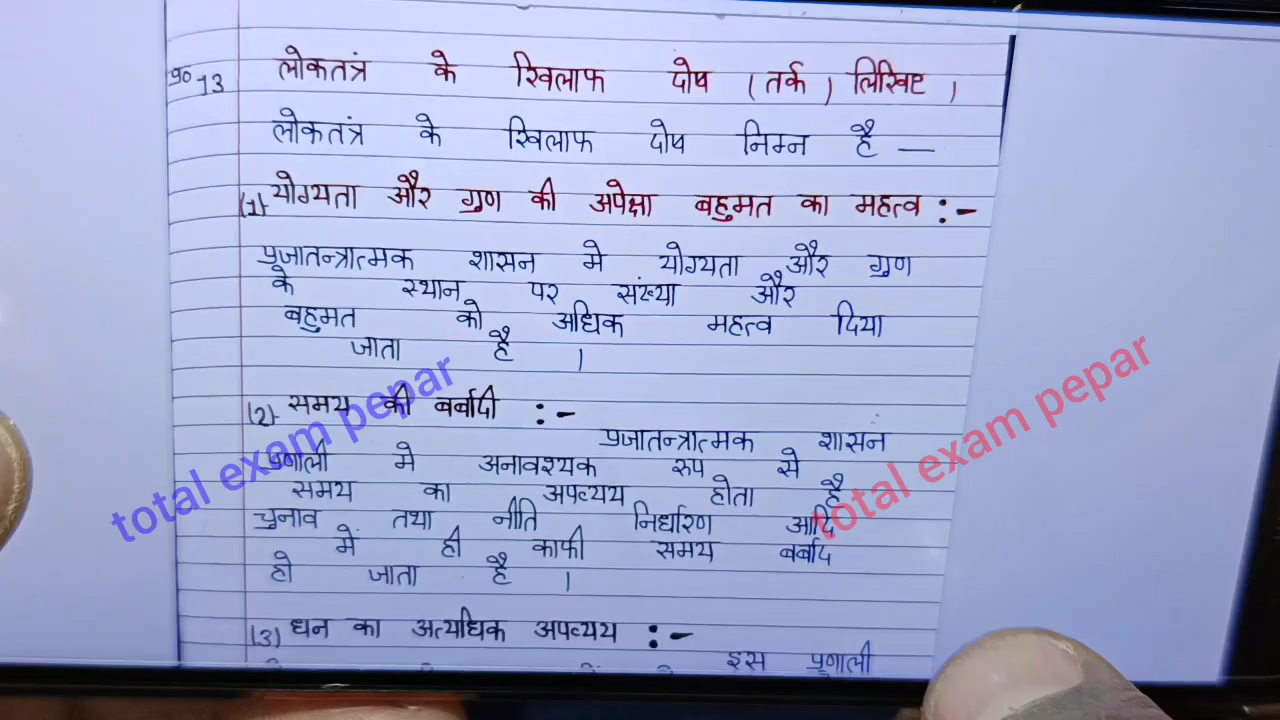 प्र० 13 लोकतंत्र के खिलाफ दोष (तर्क) लिखिए।
लोकतंत्र के खिलाफ दोष निम्न है —
(1) योग्यता और गुण की अपेक्षा बहुमत का महत्व :-
प्रजातन्त्रात्मक शासन मे योग्यता और गुण
के स्थान पर संख्या और
बहुमत को अधिक महत्व दिया
जाता है ।
(2) समय की बर्बादी :-
प्रजातन्त्रात्मक शासन
प्रणाली मे अनावश्यक रूप से
समय का अपव्यय होता है
चुनाव तथा नीति निर्धारण आदि
में ही काफी समय बर्बाद
हो जाता है ।
(3) धन का अत्यधिक अपव्यय :-
इस प्रणाली
total exam pepar
total exam pepar